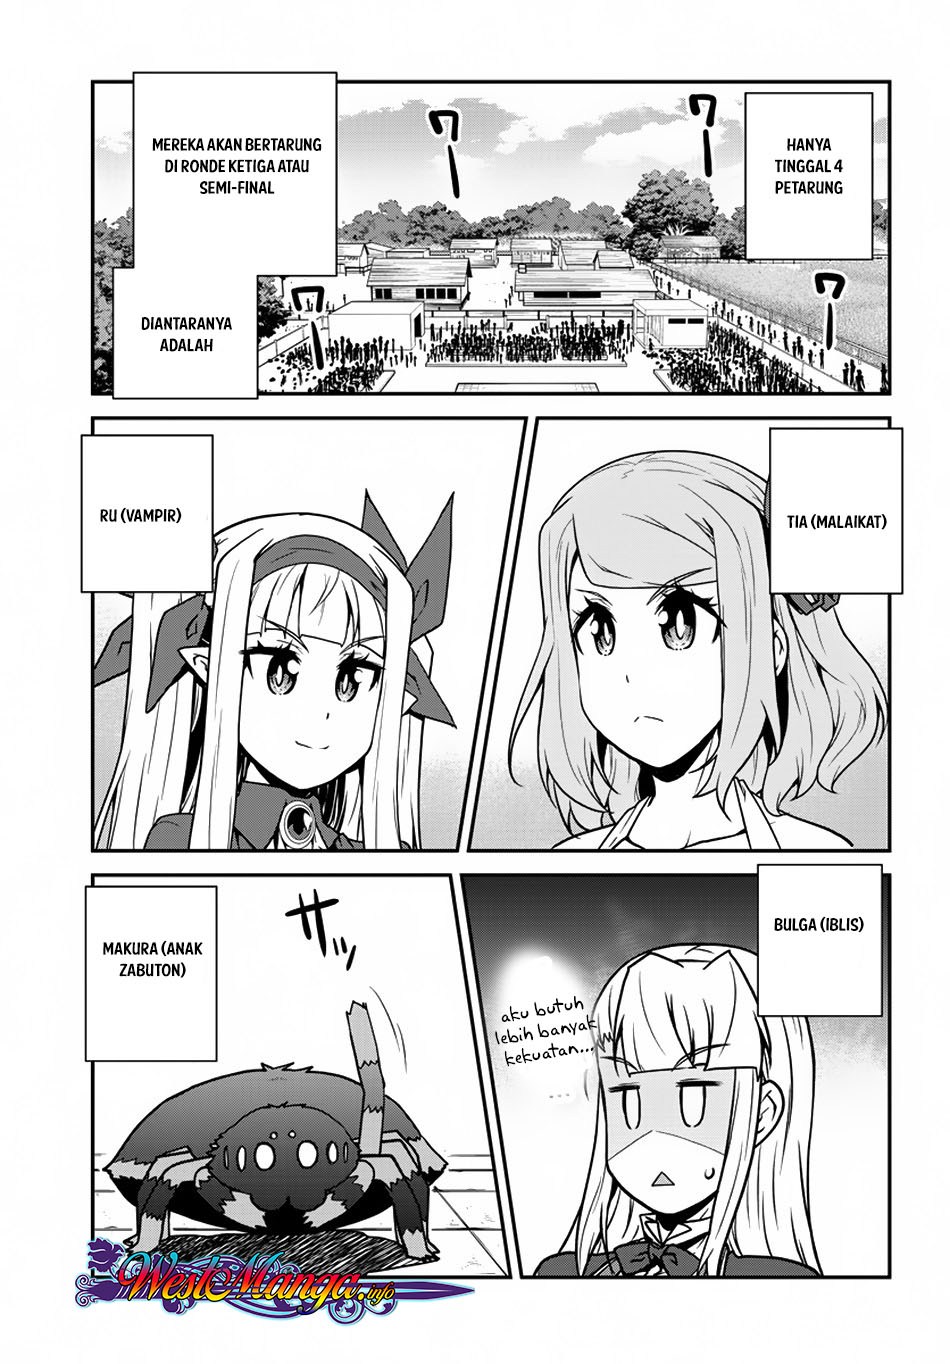 HANYA
TINGGAL 4
PETARUNG
MEREKA AKAN BERTARUNG
DI RONDE KETIGA ATAU
SEMI-FINAL
DIANTARANYA
ADALAH
ワー
ワー
ワー
ワー
TIA (MALAIKAT)
RU (VAMPIR)
BULGA (IBLIS)
aku butuh
lebih banyak
kekuatan...
MAKURA (ANAK
ZABUTON)
サッ
WestManga.info